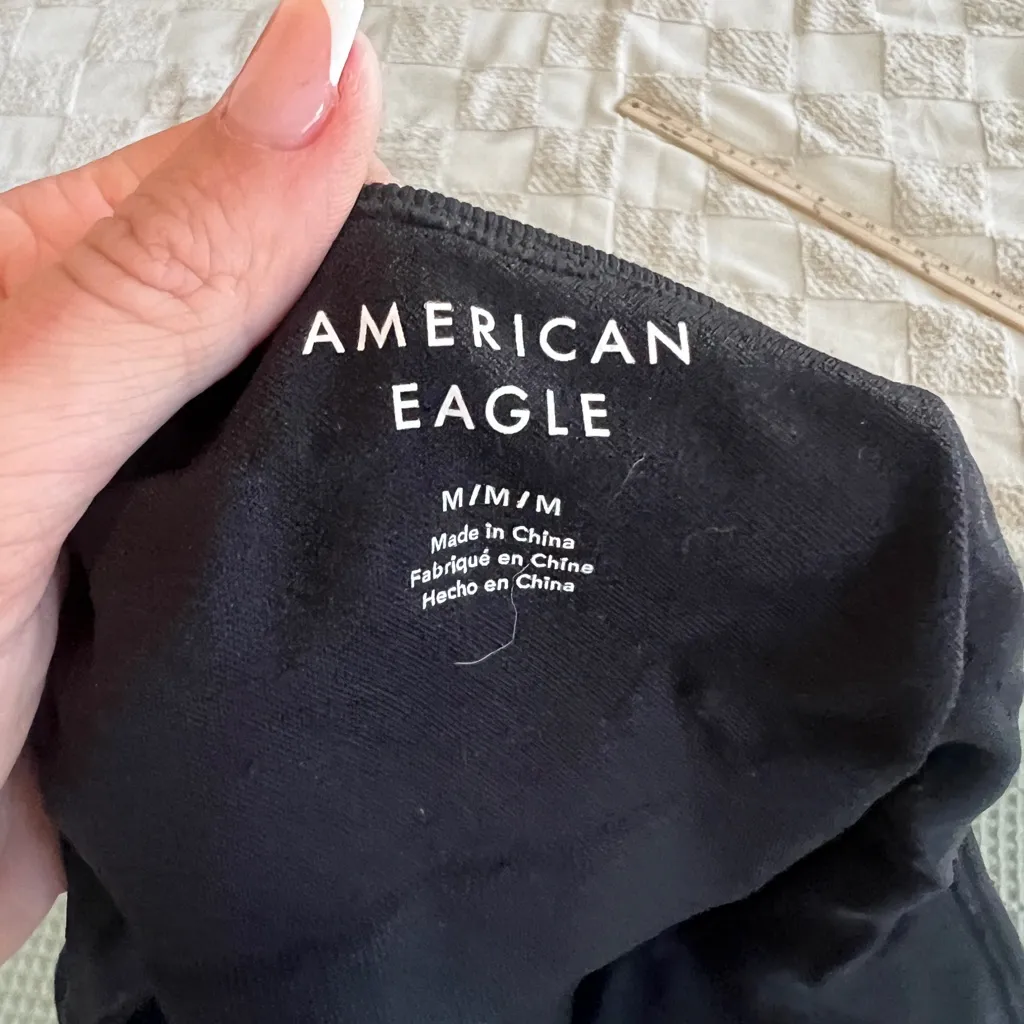 AMERICAN
EAGLE
M/M/M
Made in China
Fabriqué en Chine
Hecho en China